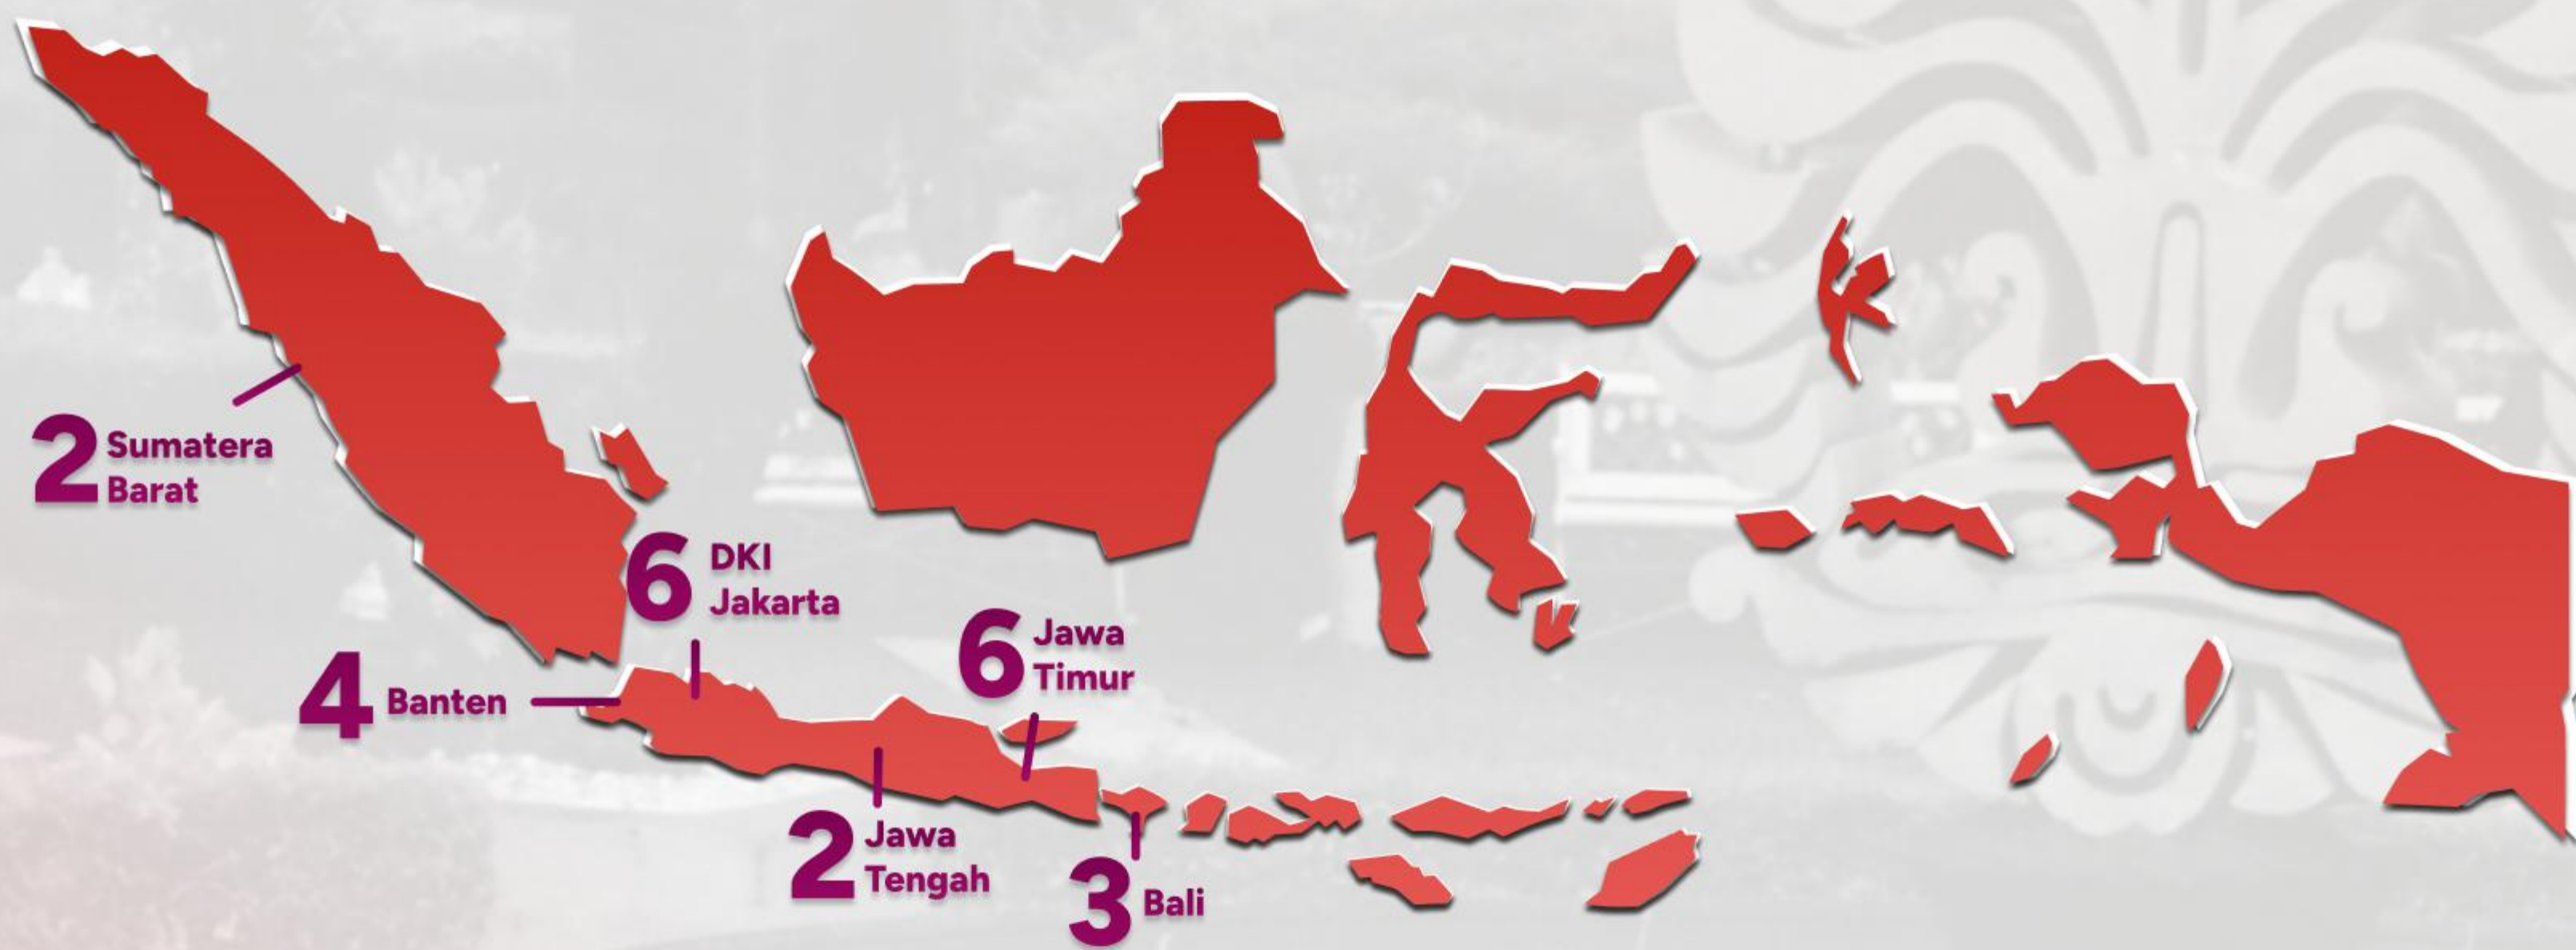 2 Sumatera
Barat
6 DKI
Jakarta
4 Banten
6 Jawa
Timur
2 Jawa
Tengah
3 Bali